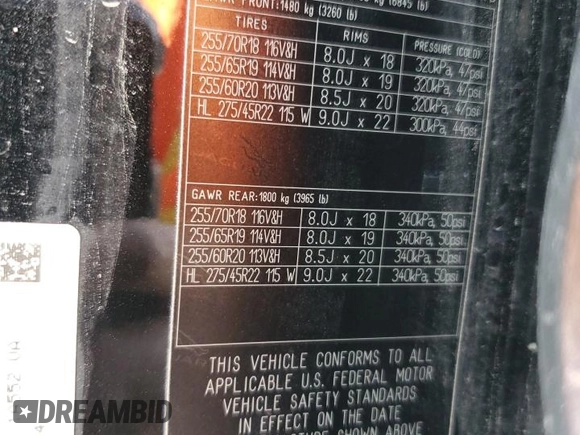 (6845 lb)
FRONT:1480 kg (3260 lb)
TIRES RIMS PRESSURE (COLD)
255/70R18 116V&H 8.0J x 18 320kPa, 47psi
255/65R19 114V&H 8.0J x 19 320kPa, 47psi
255/60R20 113V&H 8.5J x 20 320kPa, 47psi
HL 275/45R22 115 W 9.0J x 22 300kPa, 44psi
GAWR REAR:1800 kg (3965 lb)
255/70R18 116V&H 8.0J x 18 340kPa, 50psi
255/65R19 114V&H 8.0J x 19 340kPa, 50psi
255/60R20 113V&H 8.5J x 20 340kPa, 50psi
HL 275/45R22 115 W 9.0J x 22 340kPa, 50psi
THIS VEHICLE CONFORMS TO ALL
APPLICABLE U.S. FEDERAL MOTOR
VEHICLE SAFETY STANDARDS
IN EFFECT ON THE DATE
SHOWN ABOVE
DREAMBID